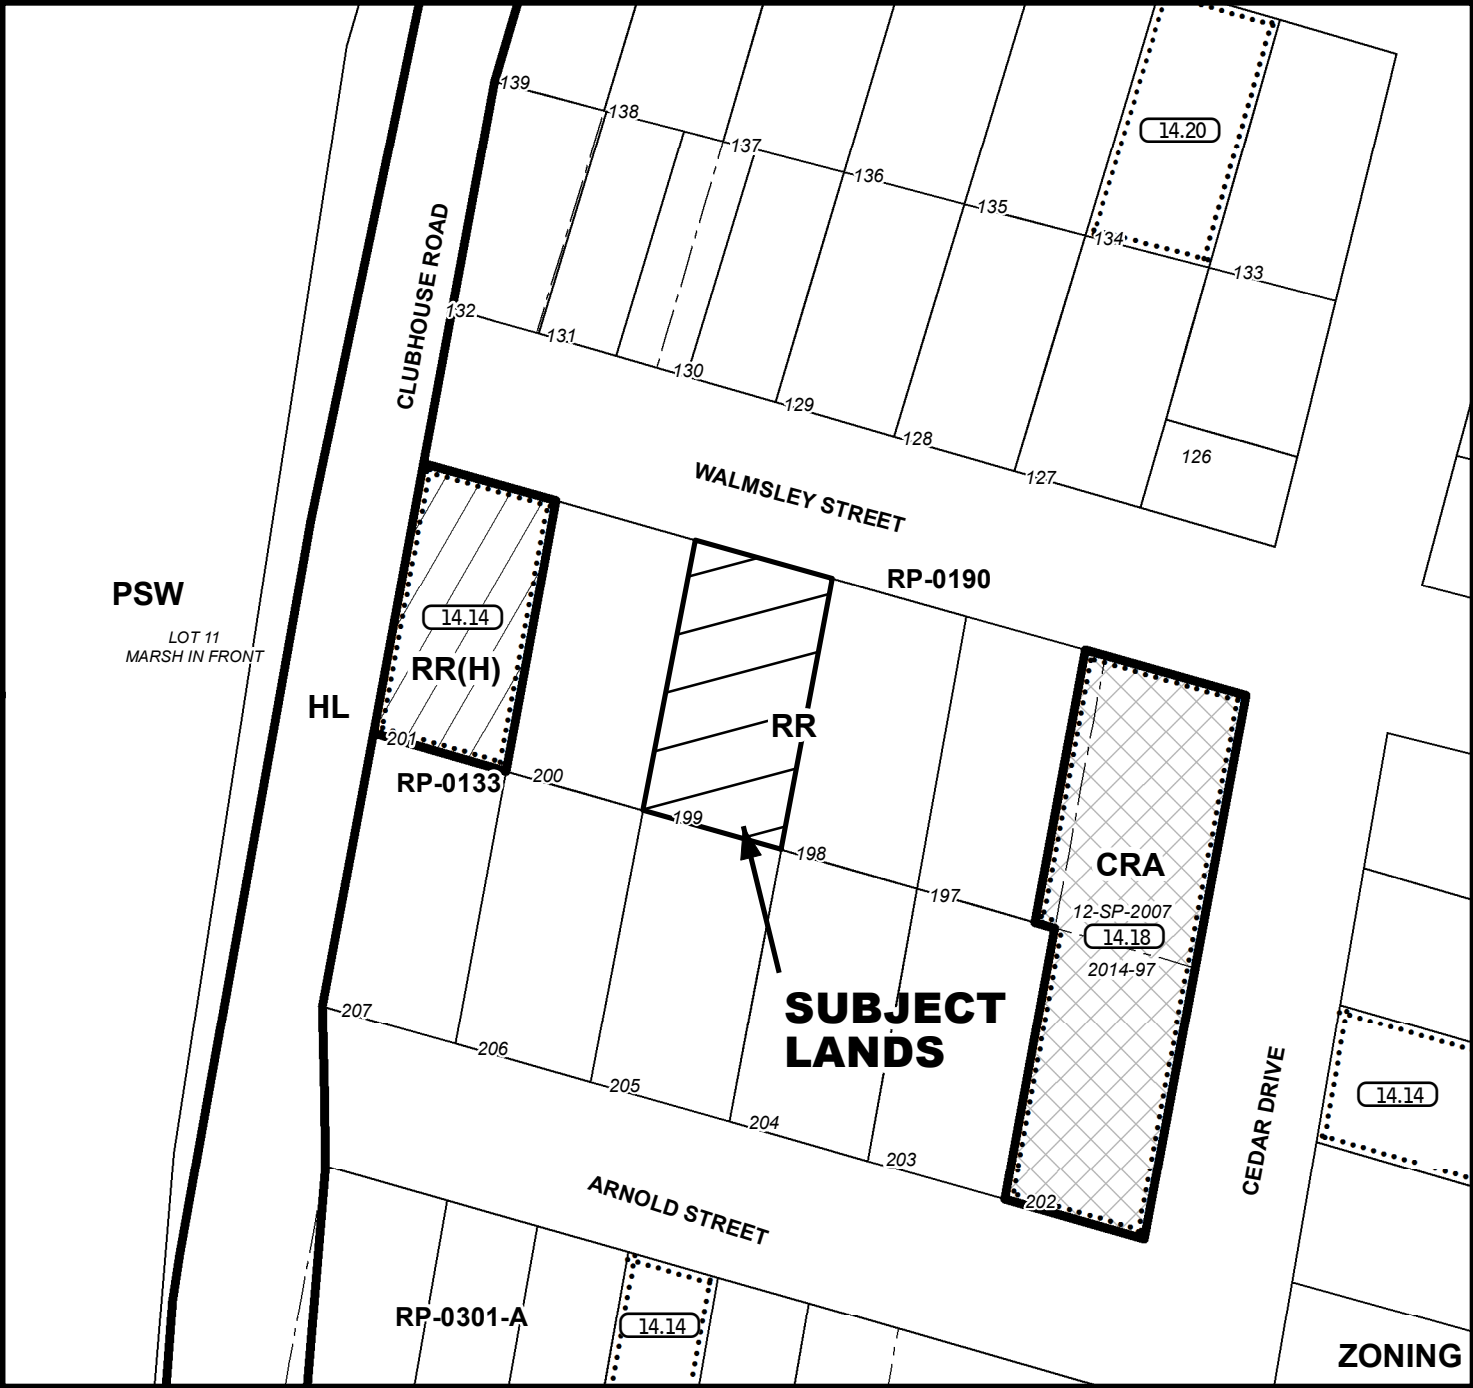 139
138
14.20
137
136
135
134
133
CLUBHOUSE ROAD
132
131
130
129
128
127
126
WALMSLEY STREET
RP-0190
PSW
LOT 11
MARSH IN FRONT
14.14
RR(H)
HL
RR
201
RP-0133
200
199
198
197
CRA
12-SP-2007
14.18
2014-97
SUBJECT
LANDS
207
206
205
204
203
202
CEDAR DRIVE
14.14
ARNOLD STREET
RP-0301-A
14.14
ZONING